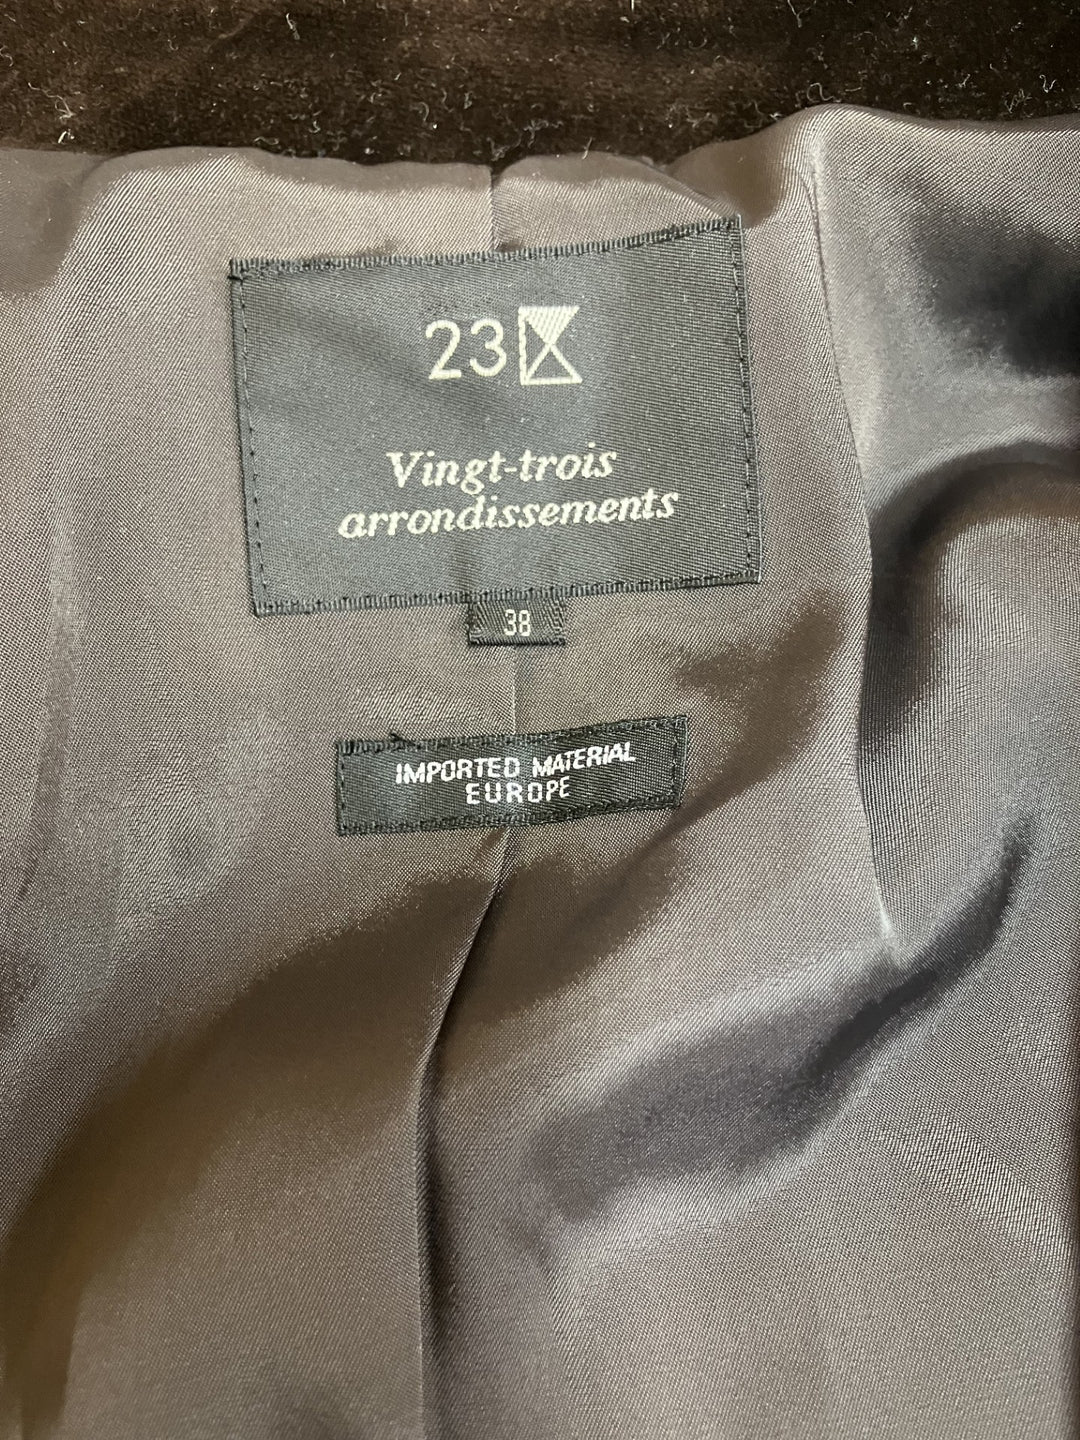 23
Vingt-trois
arrondissements
38
IMPORTED MATERIAL
EUROPE